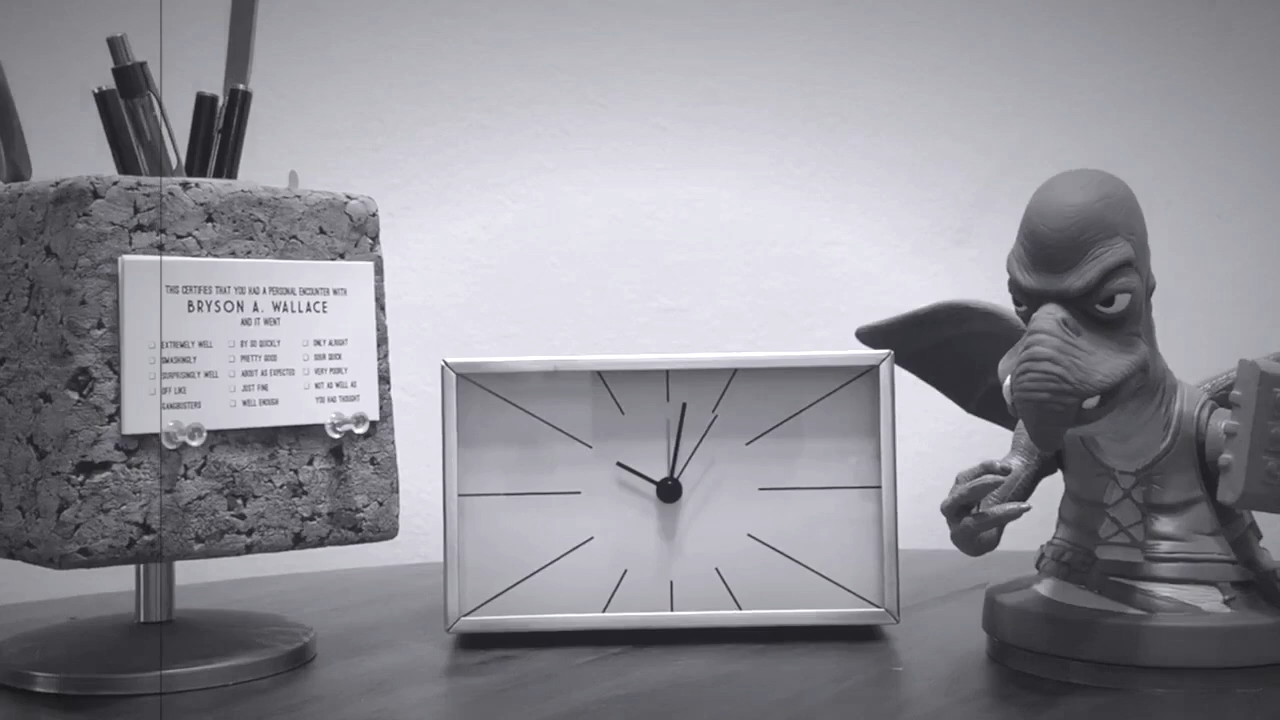 THIS CERTIFIES THAT YOU HAD A PERSONAL ENCOUNTER WITH
BRYSON A. WALLACE
AND IT WENT
EXTREMELY WELL
SMASHINGLY
SURPRISINGLY WELL
OFF LIKE
GANGBUSTERS
BY SO QUICKLY
PRETTY GOOD
ABOUT AS EXPECTED
JUST FINE
WELL ENOUGH
ONLY ALRIGHT
SOUR QUICK
VERY POORLY
NOT AS WELL AS
YOU HAD THOUGHT